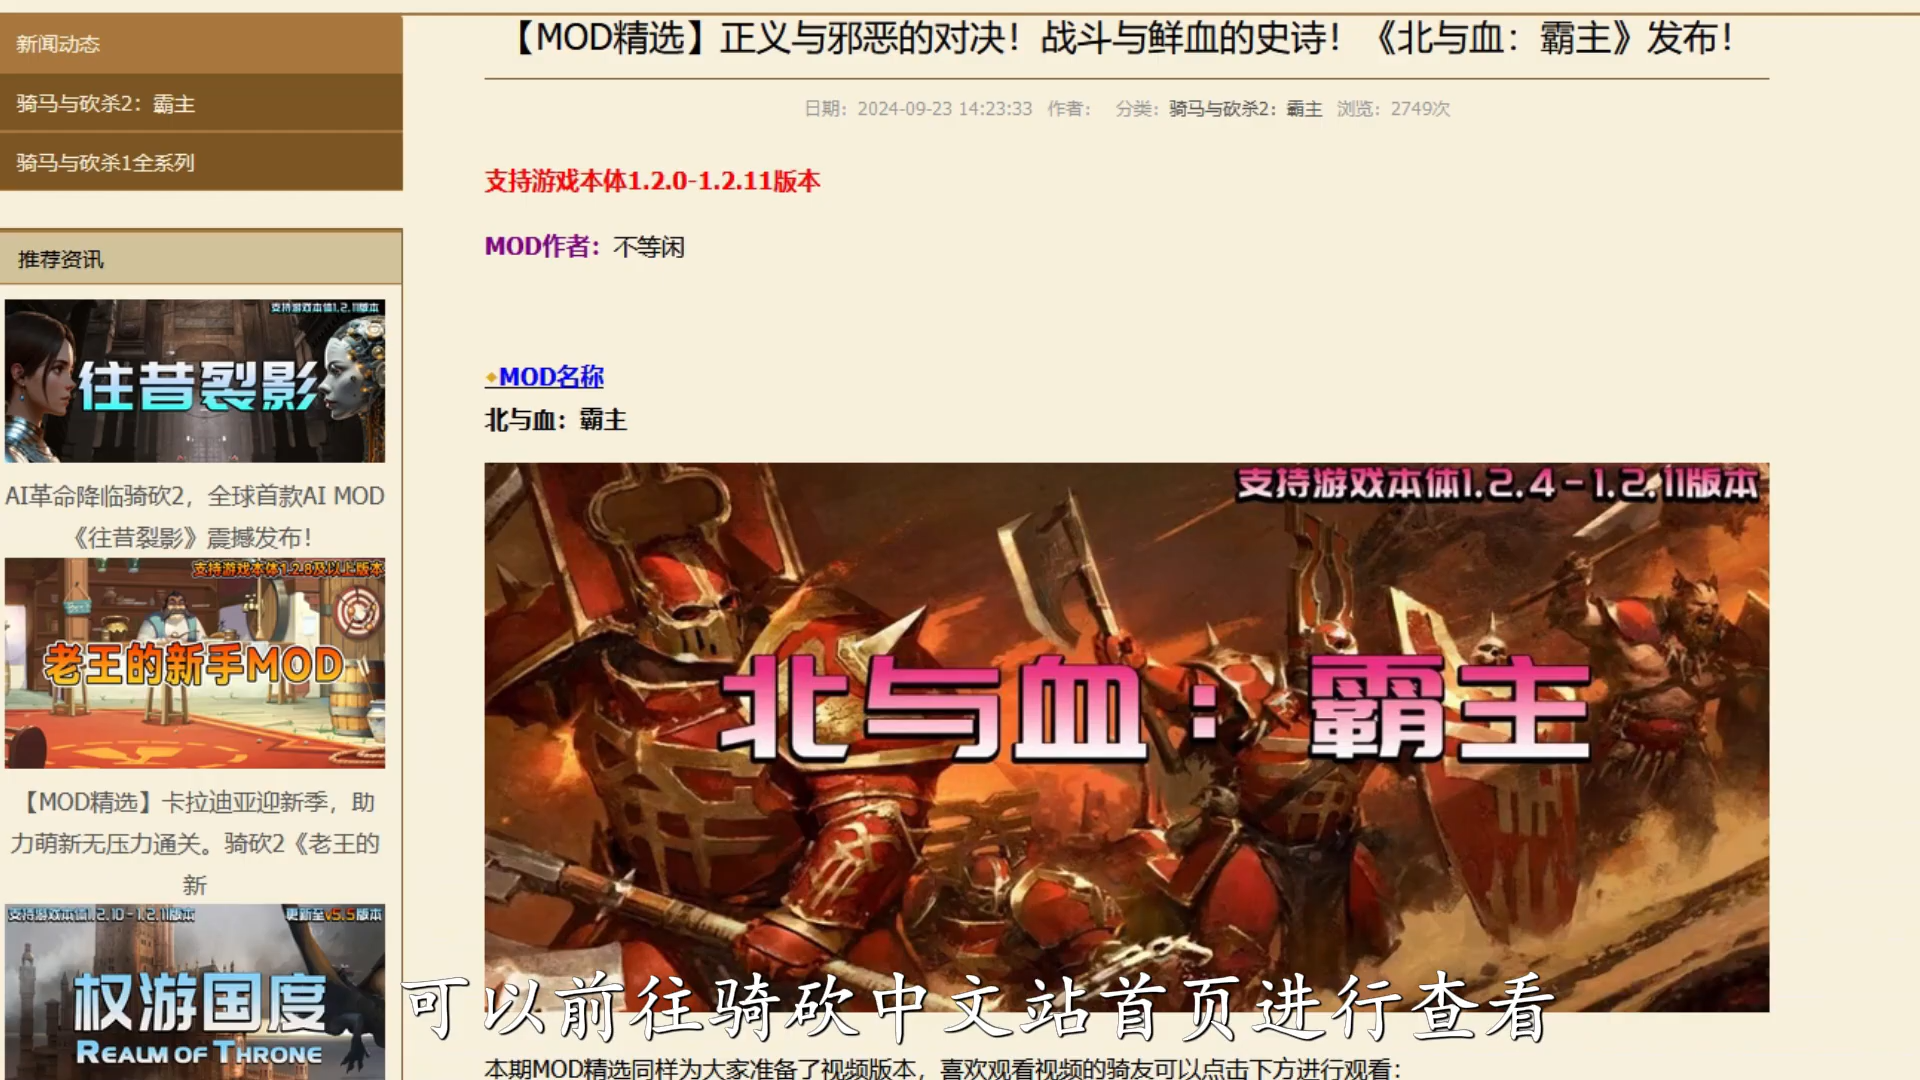 新闻动态
骑马与砍杀2：霸主
骑马与砍杀1全系列
推荐资讯
支持游戏本体1.2.11版本
往昔裂影
AI革命降临骑砍2，全球首款AI MOD
《往昔裂影》震撼发布！
支持游戏本体1.2.8及以上版本
老王的新手MOD
【MOD精选】卡拉迪亚迎新季，助
力萌新无压力通关。骑砍2《老王的
新
支持游戏本体1.2.10-1.2.11版本
更新至v5.5版本
权游国度
REALM OF THRONE
【MOD精选】正义与邪恶的对决！战斗与鲜血的史诗！《北与血：霸主》发布！
日期：2024-09-23 14:23:33 作者： 分类：骑马与砍杀2：霸主 浏览：2749次
支持游戏本体1.2.0-1.2.11版本
MOD作者：不等闲
MOD名称
北与血：霸主
支持游戏本体1.2.4-1.2.11版本
北与血：霸主
可以前往骑砍中文站首页进行查看
本期MOD精选同样为大家准备了视频版本，喜欢观看视频的骑友可以点击下方进行观看：